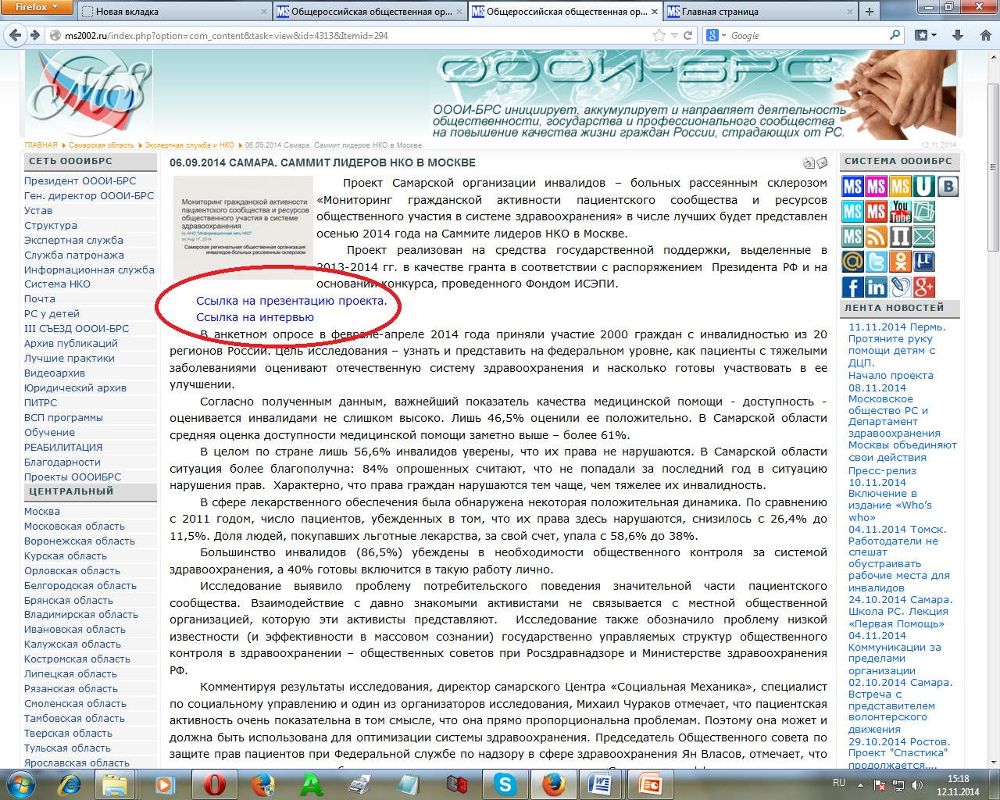 Firefox
Новая вкладка
Общероссийская общественная ор...
Общероссийская общественная ор...
Главная страница
ms2002.ru/index.php?option=com_content&task=view&id=4313&Itemid=294
Google
MS
ОООИ-БРС
ОООИ-БРС инициирует, аккумулирует и направляет деятельность
общественности, государства и профессионального сообщества
на повышение качества жизни граждан России, страдающих от РС.
ГЛАВНАЯ Самарская область Экспертная служба и НКО 06.09.2014 Самара. Саммит лидеров НКО в Москве
12.11.2014
СЕТЬ ОООИБРС
Президент ОООИ-БРС
Ген. директор ОООИ-БРС
Устав
Структура
Экспертная служба
Служба патронажа
Информационная служба
Система НКО
Почта
РС у детей
III СЪЕЗД ОООИ-БРС
Архив публикаций
Лучшие практики
Видеоархив
Юридический архив
ПИТРС
ВСП программы
Обучение
РЕАБИЛИТАЦИЯ
Благодарности
Проекты ОООИБРС
ЦЕНТРАЛЬНЫЙ
Москва
Московская область
Воронежская область
Курская область
Орловская область
Белгородская область
Брянская область
Владимирская область
Ивановская область
Калужская область
Костромская область
Липецкая область
Рязанская область
Смоленская область
Тамбовская область
Тверская область
Тульская область
Ярославская область
06.09.2014 САМАРА. САММИТ ЛИДЕРОВ НКО В МОСКВЕ
Мониторинг гражданской активности
пациентского сообщества и ресурсов
общественного участия в системе
здравоохранения
by АНО "Информационная сеть НКО"
on Aug 17, 2014
Самарская региональная общественная организация
инвалидов-больных рассеянным склерозом
Проект Самарской организации инвалидов – больных рассеянным склерозом
«Мониторинг гражданской активности пациентского сообщества и ресурсов
общественного участия в системе здравоохранения» в числе лучших будет представлен
осенью 2014 года на Саммите лидеров НКО в Москве.
Проект реализован на средства государственной поддержки, выделенные в
2013-2014 гг. в качестве гранта в соответствии с распоряжением Президента РФ и на
основании конкурса, проведенного Фондом ИСЭПИ.
Ссылка на презентацию проекта.
Ссылка на интервью
В анкетном опросе в феврале-апреле 2014 года приняли участие 2000 граждан с инвалидностью из 20
регионов России. Цель исследования – узнать и представить на федеральном уровне, как пациенты с тяжелыми
заболеваниями оценивают отечественную систему здравоохранения и насколько готовы участвовать в ее
улучшении.
Согласно полученным данным, важнейший показатель качества медицинской помощи - доступность -
оценивается инвалидами не слишком высоко. Лишь 46,5% оценили ее положительно. В Самарской области
средняя оценка доступности медицинской помощи заметно выше – более 61%.
В целом по стране лишь 56,6% инвалидов уверены, что их права не нарушаются. В Самарской области
ситуация более благополучна: 84% опрошенных считают, что не попадали за последний год в ситуацию
нарушения прав. Характерно, что права граждан нарушаются тем чаще, чем тяжелее их инвалидность.
В сфере лекарственного обеспечения была обнаружена некоторая положительная динамика. По сравнению
с 2011 годом, число пациентов, убежденных в том, что их права здесь нарушаются, снизилось с 26,4% до
11,5%. Доля людей, покупавших льготные лекарства, за свой счет, упала с 58,6% до 38%.
Большинство инвалидов (86,5%) убеждены в необходимости общественного контроля за системой
здравоохранения, а 40% готовы включится в такую работу лично.
Исследование выявило проблему потребительского поведения значительной части пациентского
сообщества. Взаимодействие с давно знакомыми активистами не связывается с местной общественной
организацией, которую эти активисты представляют. Исследование также обозначило проблему низкой
известности (и эффективности в массовом сознании) государственно управляемых структур общественного
контроля в здравоохранении – общественных советов при Росздравнадзоре и Министерстве здравоохранения
РФ.
Комментируя результаты исследования, директор самарского Центра «Социальная Механика», специалист
по социальному управлению и один из организаторов исследования, Михаил Чураков отмечает, что пациентская
активность очень показательна в том смысле, что она прямо пропорциональна проблемам. Поэтому она может и
должна быть использована для оптимизации системы здравоохранения. Председатель Общественного совета по
защите прав пациентов при Федеральной службе по надзору в сфере здравоохранения Ян Власов, отмечает, что
СИСТЕМА ОООИБРС
MS MS MS U B
MS MS You Tube
MS
ЛЕНТА НОВОСТЕЙ
11.11.2014 Пермь.
Протяните руку
помощи детям с
ДЦП.
Начало проекта
08.11.2014
Московское
общество РС и
Департамент
здравоохранения
Москвы объединяют
свои действия
Пресс-релиз
10.11.2014
Включение в
издание «Who's
who»
04.11.2014 Томск.
Работодатели не
спешат
обустраивать
рабочие места для
инвалидов
24.10.2014 Самара.
Школа РС. Лекция
«Первая Помощь»
04.11.2014
Коммуникации за
пределами
организации
02.10.2014 Самара.
Встреча с
представителем
волонтерского
движения
29.10.2014 Ростов.
Проект "Спастика"
продолжается....
RU
15:18
12.11.2014